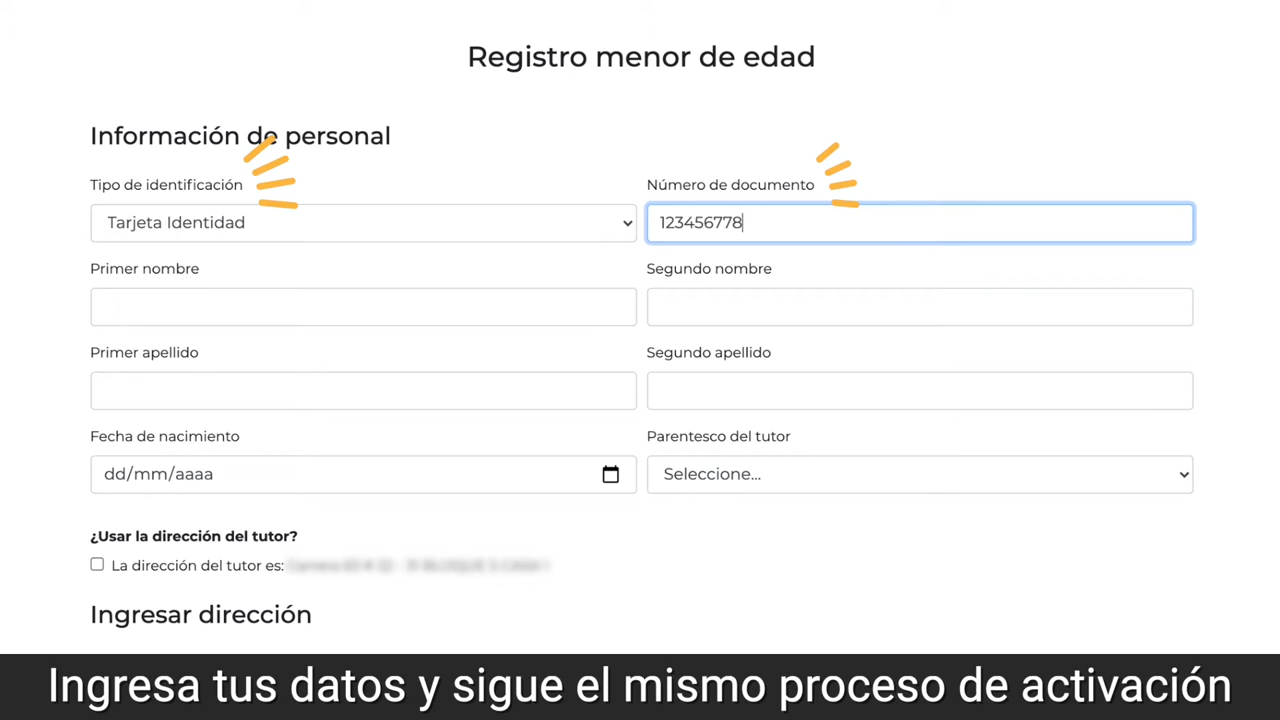 Registro menor de edad
Información de personal
Tipo de identificación
Número de documento
Tarjeta Identidad
123456778
Primer nombre
Segundo nombre
Primer apellido
Segundo apellido
Fecha de nacimiento
Parentesco del tutor
dd/mm/aaaa
Seleccione...
¿Usar la dirección del tutor?
La dirección del tutor es:
Ingresar dirección
Ingresa tus datos y sigue el mismo proceso de activación